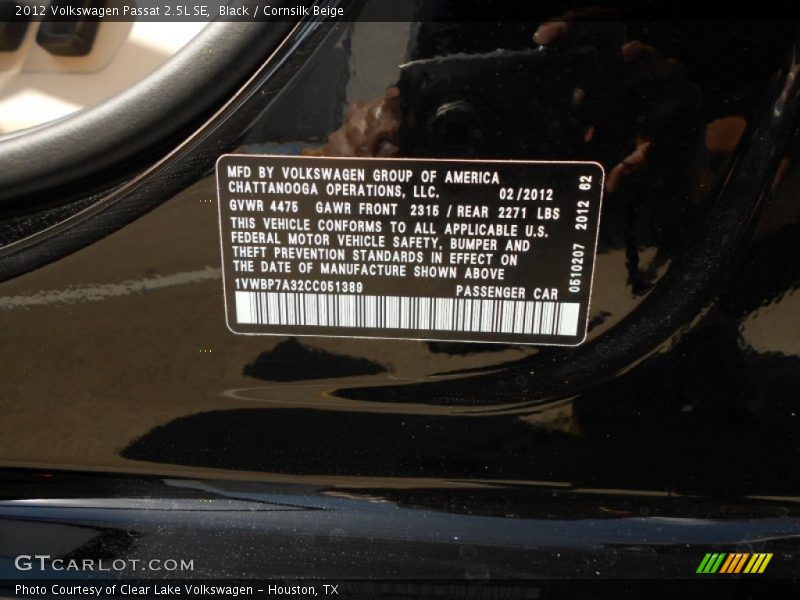 2012 Volkswagen Passat 2.5L SE,  Black / Cornsilk Beige
MFD BY VOLKSWAGEN GROUP OF AMERICA
CHATTANOOGA OPERATIONS, LLC. 02/2012
GVWR 4475 GAWR FRONT 2315 / REAR 2271 LBS
THIS VEHICLE CONFORMS TO ALL APPLICABLE U.S.
FEDERAL MOTOR VEHICLE SAFETY, BUMPER AND
THEFT PREVENTION STANDARDS IN EFFECT ON
THE DATE OF MANUFACTURE SHOWN ABOVE
1VWBP7A32CC051389 PASSENGER CAR
0510207 2012 62
GTCARLOT.COM
Photo Courtesy of Clear Lake Volkswagen - Houston, TX